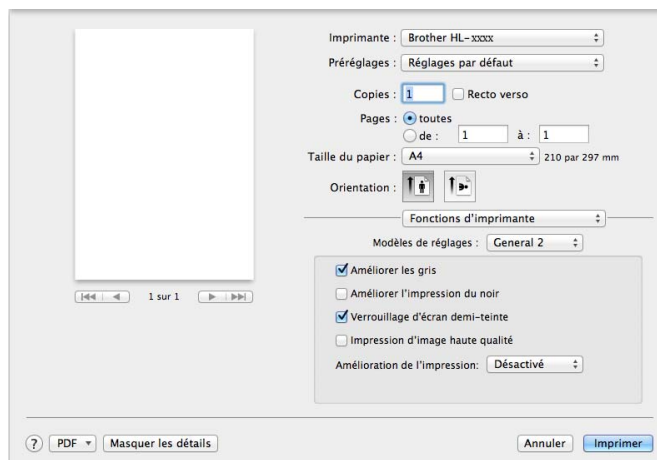 Imprimante : Brother HL-xxxx
Préréglages : Réglages par défaut
Copies : 1 Recto verso
Pages : toutes
de : 1 à : 1
Taille du papier : A4 210 par 297 mm
Orientation :
Fonctions d'imprimante
Modèles de réglages : General 2
Améliorer les gris
Améliorer l'impression du noir
Verrouillage d'écran demi-teinte
Impression d'image haute qualité
Amélioration de l'impression: Désactivé
1 sur 1
? PDF Masquer les détails Annuler Imprimer